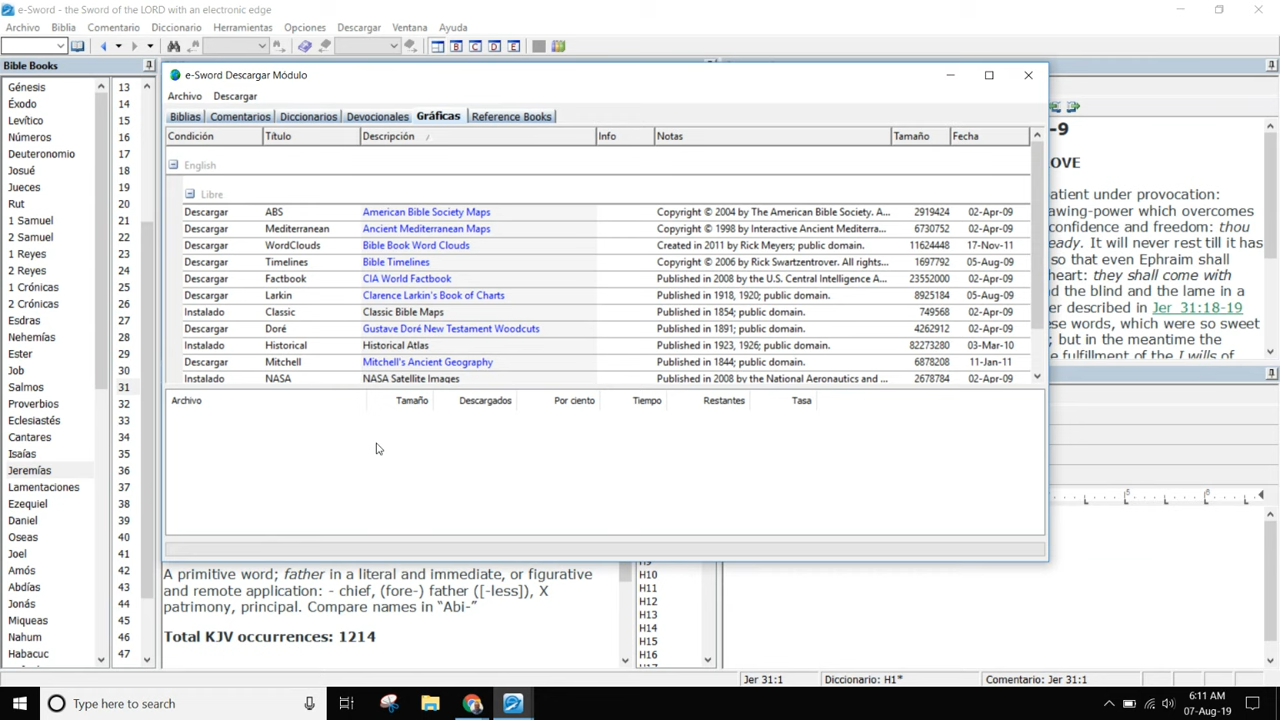 e-Sword - the Sword of the LORD with an electronic edge
Archivo Biblia Comentario Diccionario Herramientas Opciones Descargar Ventana Ayuda
B C D E
Bible Books
Génesis
Éxodo
Levítico
Números
Deuteronomio
Josué
Jueces
Rut
1 Samuel
2 Samuel
1 Reyes
2 Reyes
1 Crónicas
2 Crónicas
Esdras
Nehemías
Ester
Job
Salmos
Proverbios
Eclesiastés
Cantares
Isaías
Jeremías
Lamentaciones
Ezequiel
Daniel
Oseas
Joel
Amós
Abdías
Jonás
Miqueas
Nahum
Habacuc
13
14
15
16
17
18
19
20
21
22
23
24
25
26
27
28
29
30
31
32
33
34
35
36
37
38
39
40
41
42
43
44
45
46
47
e-Sword Descargar Módulo
Archivo Descargar
Biblias Comentarios Diccionarios Devocionales Gráficas Reference Books
Condición Título Descripción Info Notas Tamaño Fecha
English
Libre
Descargar ABS American Bible Society Maps Copyright © 2004 by The American Bible Society. A... 2919424 02-Apr-09
Descargar Mediterranean Ancient Mediterranean Maps Copyright © 1998 by Interactive Ancient Mediterra... 6730752 02-Apr-09
Descargar WordClouds Bible Book Word Clouds Created in 2011 by Rick Meyers; public domain. 11624448 17-Nov-11
Descargar Timelines Bible Timelines Copyright © 2006 by Rick Swartzentrover. All rights... 1697792 05-Aug-09
Descargar Factbook CIA World Factbook Published in 2008 by the U.S. Central Intelligence A... 23552000 02-Apr-09
Descargar Larkin Clarence Larkin's Book of Charts Published in 1918, 1920; public domain. 8925184 05-Aug-09
Instalado Classic Classic Bible Maps Published in 1854; public domain. 749568 02-Apr-09
Descargar Doré Gustave Doré New Testament Woodcuts Published in 1891; public domain. 4262912 02-Apr-09
Instalado Historical Historical Atlas Published in 1923, 1926; public domain. 82273280 03-Mar-10
Descargar Mitchell Mitchell's Ancient Geography Published in 1844; public domain. 6878208 11-Jan-11
Instalado NASA NASA Satellite Images Published in 2008 by the National Aeronautics and ... 2678784 02-Apr-09
Archivo Tamaño Descargados Por ciento Tiempo Restantes Tasa
-9
OVE
atient under provocation:
awing-power which overcomes
confidence and freedom: thou
eady. It will never rest till it has
so that even Ephraim shall
heart: they shall come with
d the blind and the lame in a
er described in Jer_31:18-19
ese words, which were so sweet
; but in the meantime the
e fulfillment of the I wills of
A primitive word; father in a literal and immediate, or figurative
and remote application: - chief, (fore-) father ([-less]), X
patrimony, principal. Compare names in “Abi-”
Total KJV occurrences: 1214
H10
H11
H12
H13
H14
H15
H16
5 6
Jer 31:1 Diccionario: H1* Comentario: Jer 31:1
Type here to search
6:11 AM
07-Aug-19